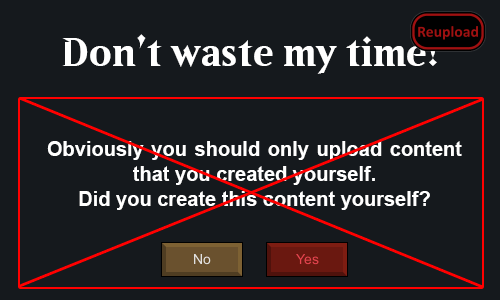 Reupload
Don't waste my time!
Obviously you should only upload content
that you created yourself.
Did you create this content yourself?
No
Yes